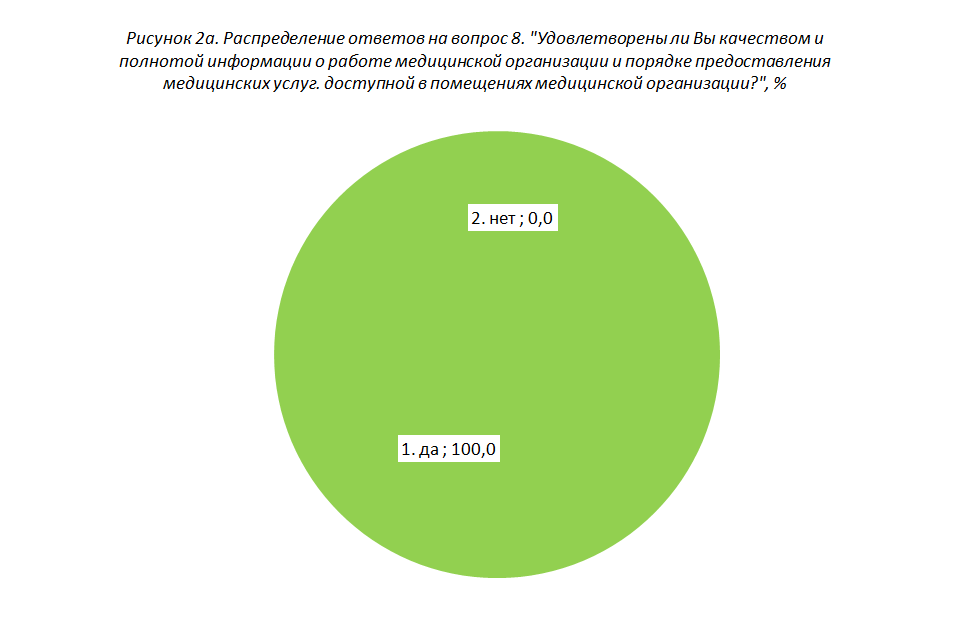 Рисунок 2а. Распределение ответов на вопрос 8. "Удовлетворены ли Вы качеством и
полнотой информации о работе медицинской организации и порядке предоставления
медицинских услуг. доступной в помещениях медицинской организации?", %
2. нет ; 0,0
1. да ; 100,0